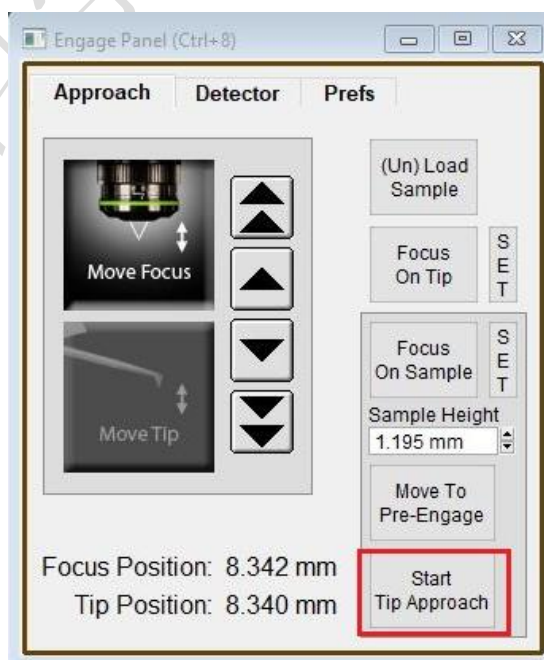 Engage Panel (Ctrl+8)
Approach Detector Prefs
Move Focus
Move Tip
(Un) Load
Sample
Focus
On Tip
S
E
T
Focus
On Sample
S
E
T
Sample Height
1.195 mm
Move To
Pre-Engage
Start
Tip Approach
Focus Position: 8.342 mm
Tip Position: 8.340 mm